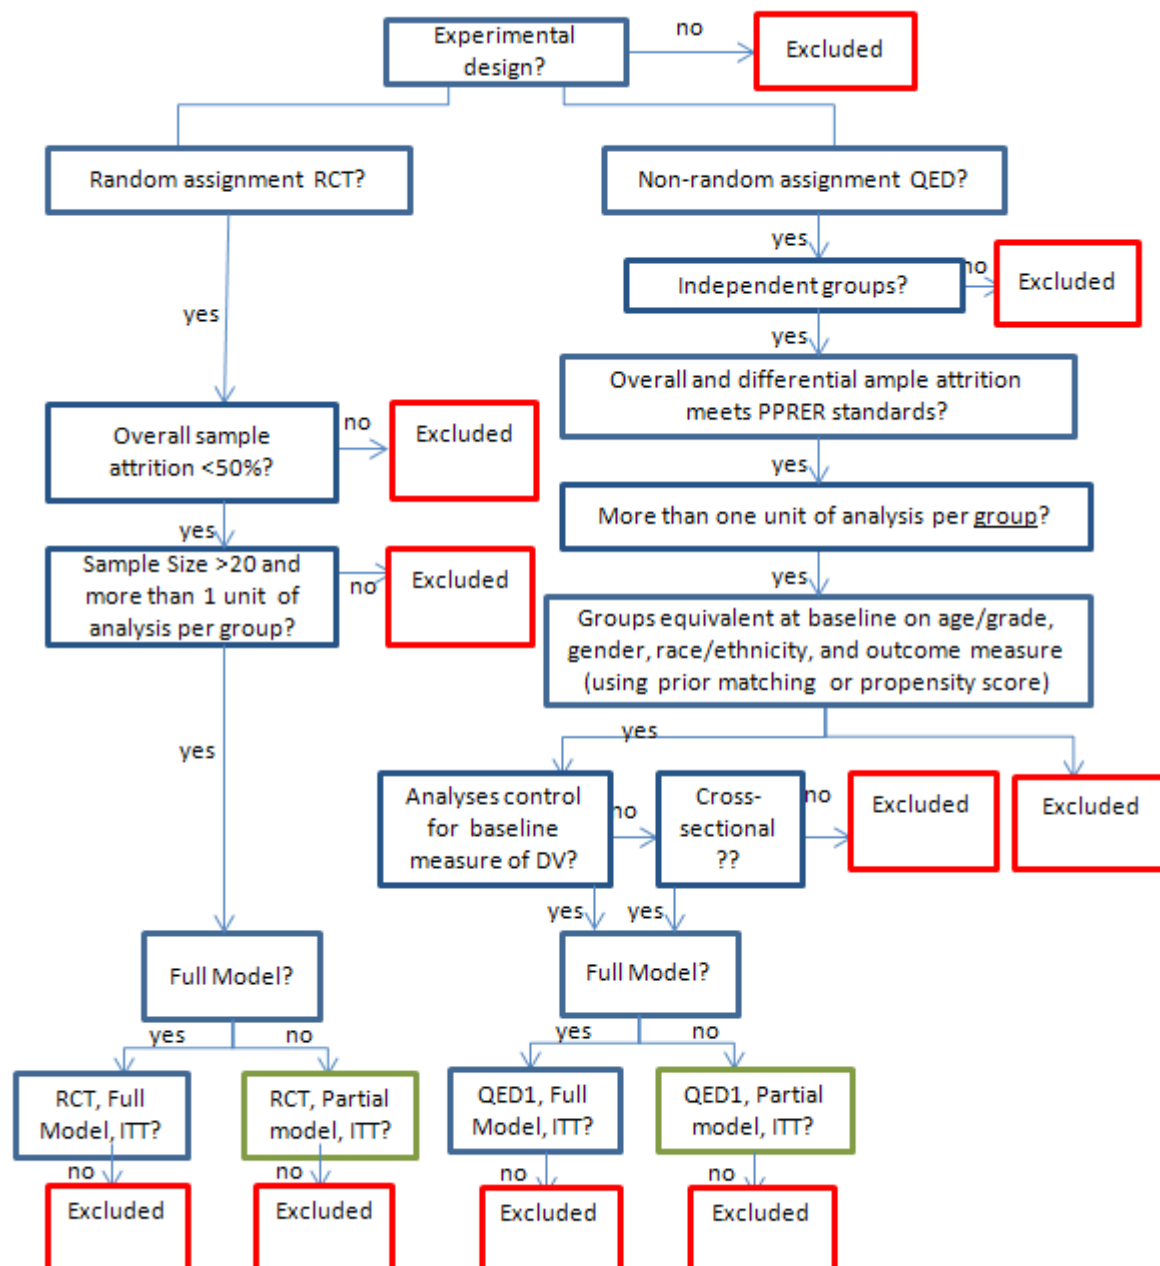 Experimental
design?
no
Excluded
Random assignment RCT?
Non-random assignment QED?
yes
Independent groups?
no
Excluded
yes
yes
Overall and differential ample attrition
meets PPRER standards?
Overall sample
attrition <50%?
no
Excluded
yes
More than one unit of analysis per group?
yes
Sample Size >20 and
more than 1 unit of
analysis per group?
no
Excluded
yes
Groups equivalent at baseline on age/grade,
gender, race/ethnicity, and outcome measure
(using prior matching or propensity score)
yes
yes
Analyses control
for baseline
measure of DV?
no
Cross-
sectional
??
no
Excluded
Excluded
yes
yes
Full Model?
Full Model?
yes
no
yes
no
RCT, Full
Model, ITT?
RCT, Partial
model, ITT?
QED1, Full
Model, ITT?
QED1, Partial
model, ITT?
no
no
no
no
Excluded
Excluded
Excluded
Excluded